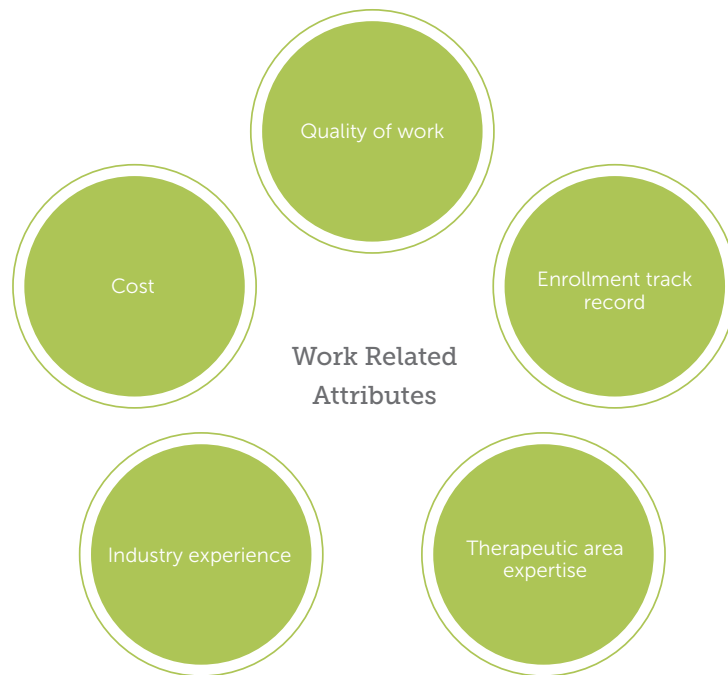 Quality of work
Cost
Enrollment track
record
Work Related
Attributes
Industry experience
Therapeutic area
expertise